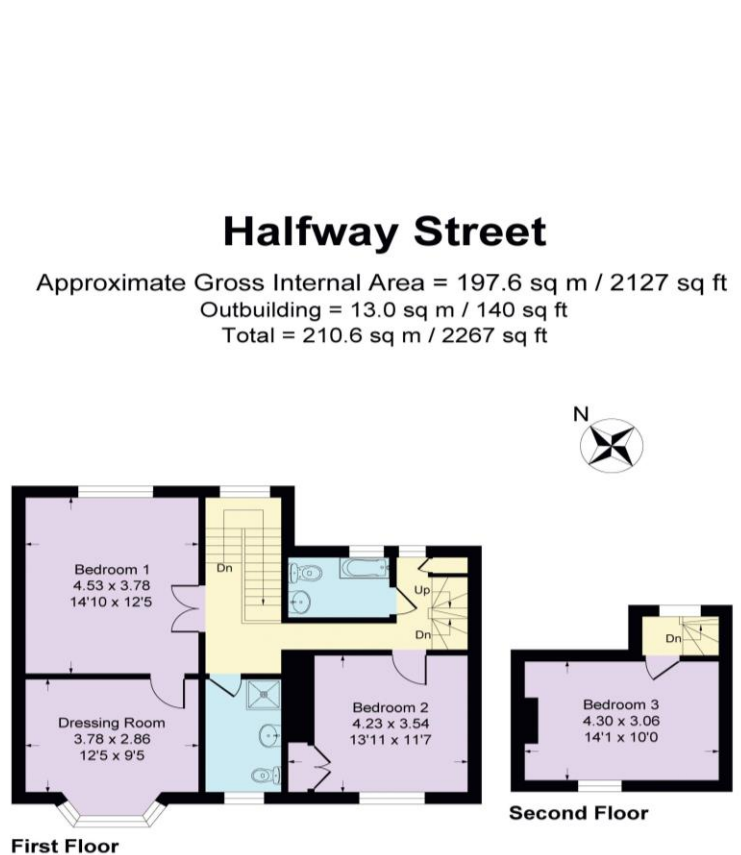 Halfway Street
Approximate Gross Internal Area = 197.6 sq m / 2127 sq ft
Outbuilding = 13.0 sq m / 140 sq ft
Total = 210.6 sq m / 2267 sq ft
N
Bedroom 1
4.53 x 3.78
14'10 x 12'5
Dn
Up
Dn
Dressing Room
3.78 x 2.86
12'5 x 9'5
Bedroom 2
4.23 x 3.54
13'11 x 11'7
First Floor
Dn
Bedroom 3
4.30 x 3.06
14'1 x 10'0
Second Floor